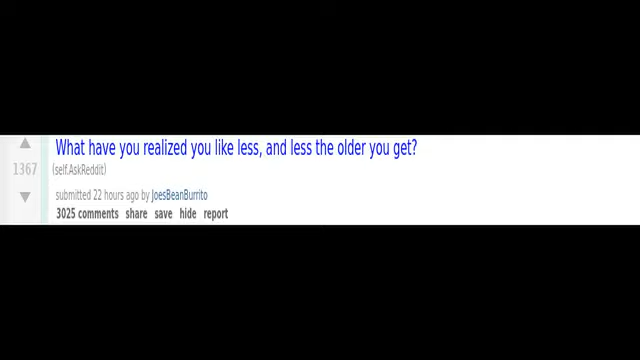 What have you realized you like less, and less the older you get?
1367
(self.AskReddit)
submitted 22 hours ago by JoesBeanBurrito
3025 comments share save hide report